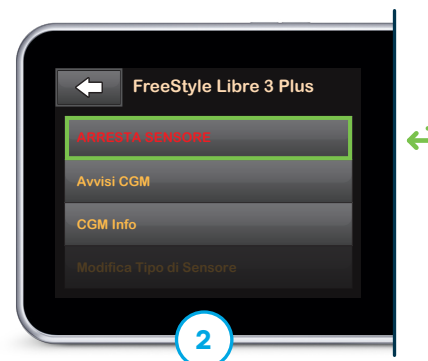 FreeStyle Libre 3 Plus
ARRESTA SENSORE
Avvisi CGM
CGM Info
Modifica Tipo di Sensore
2